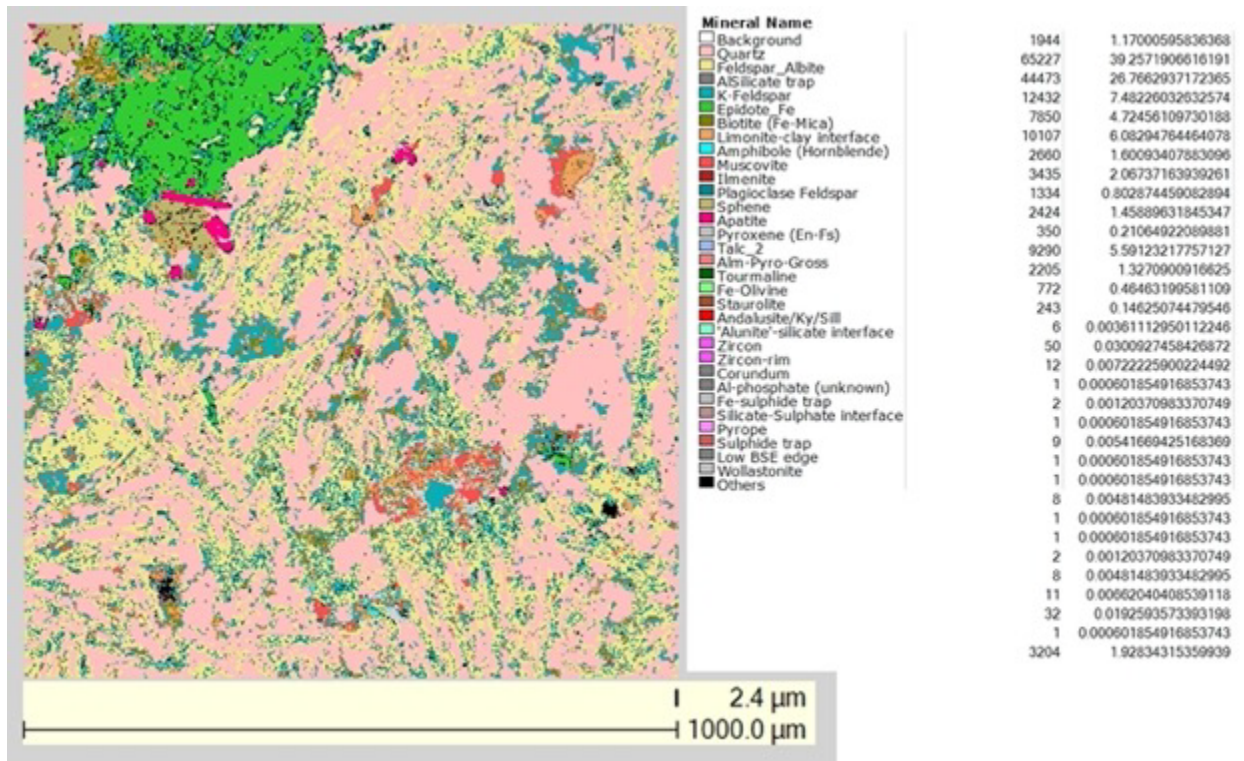 Mineral Name
Background
Quartz
Feldspar_Albite
AlSilicate trap
K-Feldspar
Epidote_Fe
Biotite (Fe-Mica)
Limonite-clay interface
Amphibole (Hornblende)
Muscovite
Ilmenite
Plagioclase Feldspar
Sphene
Apatite
Pyroxene (En-Fs)
Talc_2
Alm-Pyro-Gross
Tourmaline
Fe-Olivine
Staurolite
Andalusite/Ky/Sill
'Alunite'-silicate interface
Zircon
Zircon-rim
Corundum
Al-phosphate (unknown)
Fe-sulphide trap
Silicate-Sulphate interface
Pyrope
Sulphide trap
Low BSE edge
Wollastonite
Others
1944 1.17000595836368
65227 39.2571906616191
44473 26.7662937172365
12432 7.48226032632574
7850 4.72456109730188
10107 6.08294764464078
2660 1.60093407883096
3435 2.06737163939261
1334 0.802874459082894
2424 1.45889631845347
350 0.21064922089881
9290 5.59123217757127
2205 1.3270900916625
772 0.46463199581109
243 0.14625074479546
6 0.00361112950112246
50 0.0300927458426872
12 0.00722225900224492
1 0.000601854916853743
2 0.00120370983370749
1 0.000601854916853743
9 0.00541669425168369
1 0.000601854916853743
1 0.000601854916853743
8 0.00481483933482995
1 0.000601854916853743
1 0.000601854916853743
2 0.00120370983370749
8 0.00481483933482995
11 0.00662040408539118
32 0.0192593573393198
1 0.000601854916853743
3204 1.92834315359939
2.4 µm
1000.0 µm